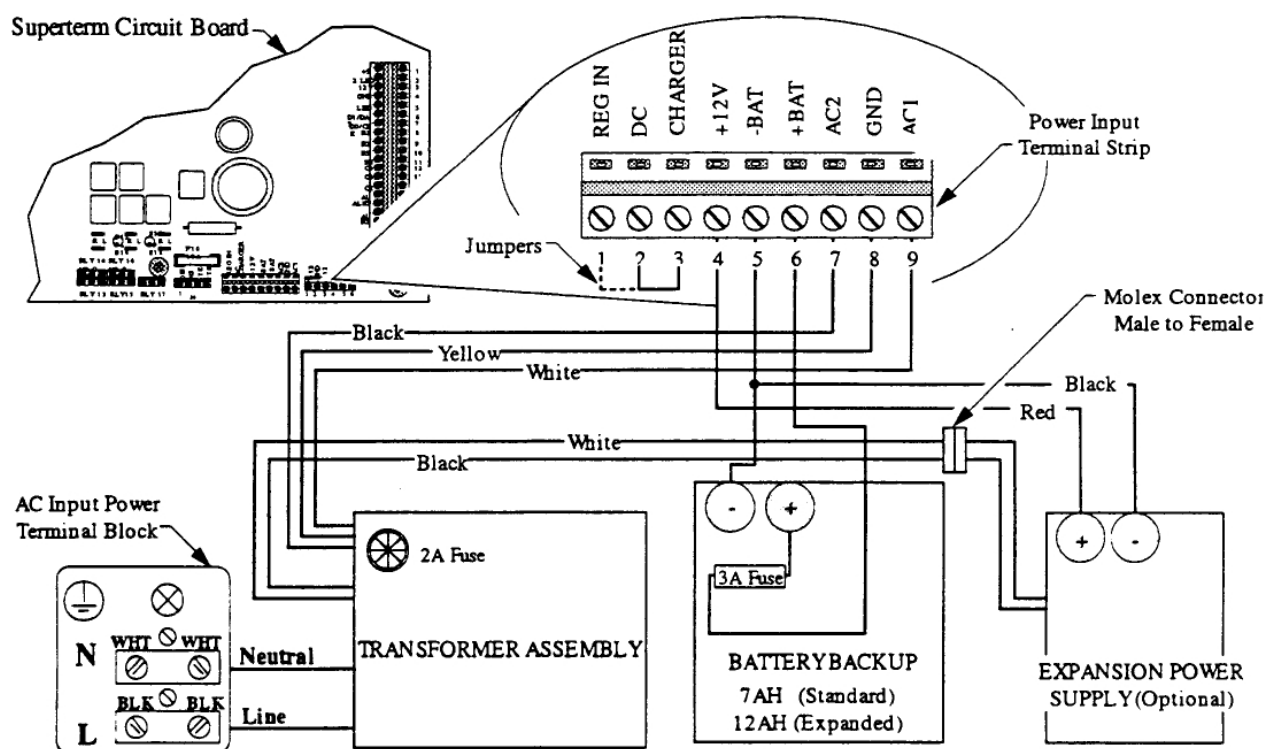 Superterm Circuit Board
REG IN
DC
CHARGER
+12V
-BAT
+BAT
AC2
GND
AC1
Power Input
Terminal Strip
Jumpers
1 2 3 4 5 6 7 8 9
Molex Connector
Male to Female
Black
Yellow
White
Black
Red
White
Black
AC Input Power
Terminal Block
2A Fuse
- +
3A Fuse
+ -
N
WHT WHT
Neutral
TRANSFORMER ASSEMBLY
BATTERY BACKUP
7AH (Standard)
12AH (Expanded)
EXPANSION POWER
SUPPLY (Optional)
L
BLK BLK
Line